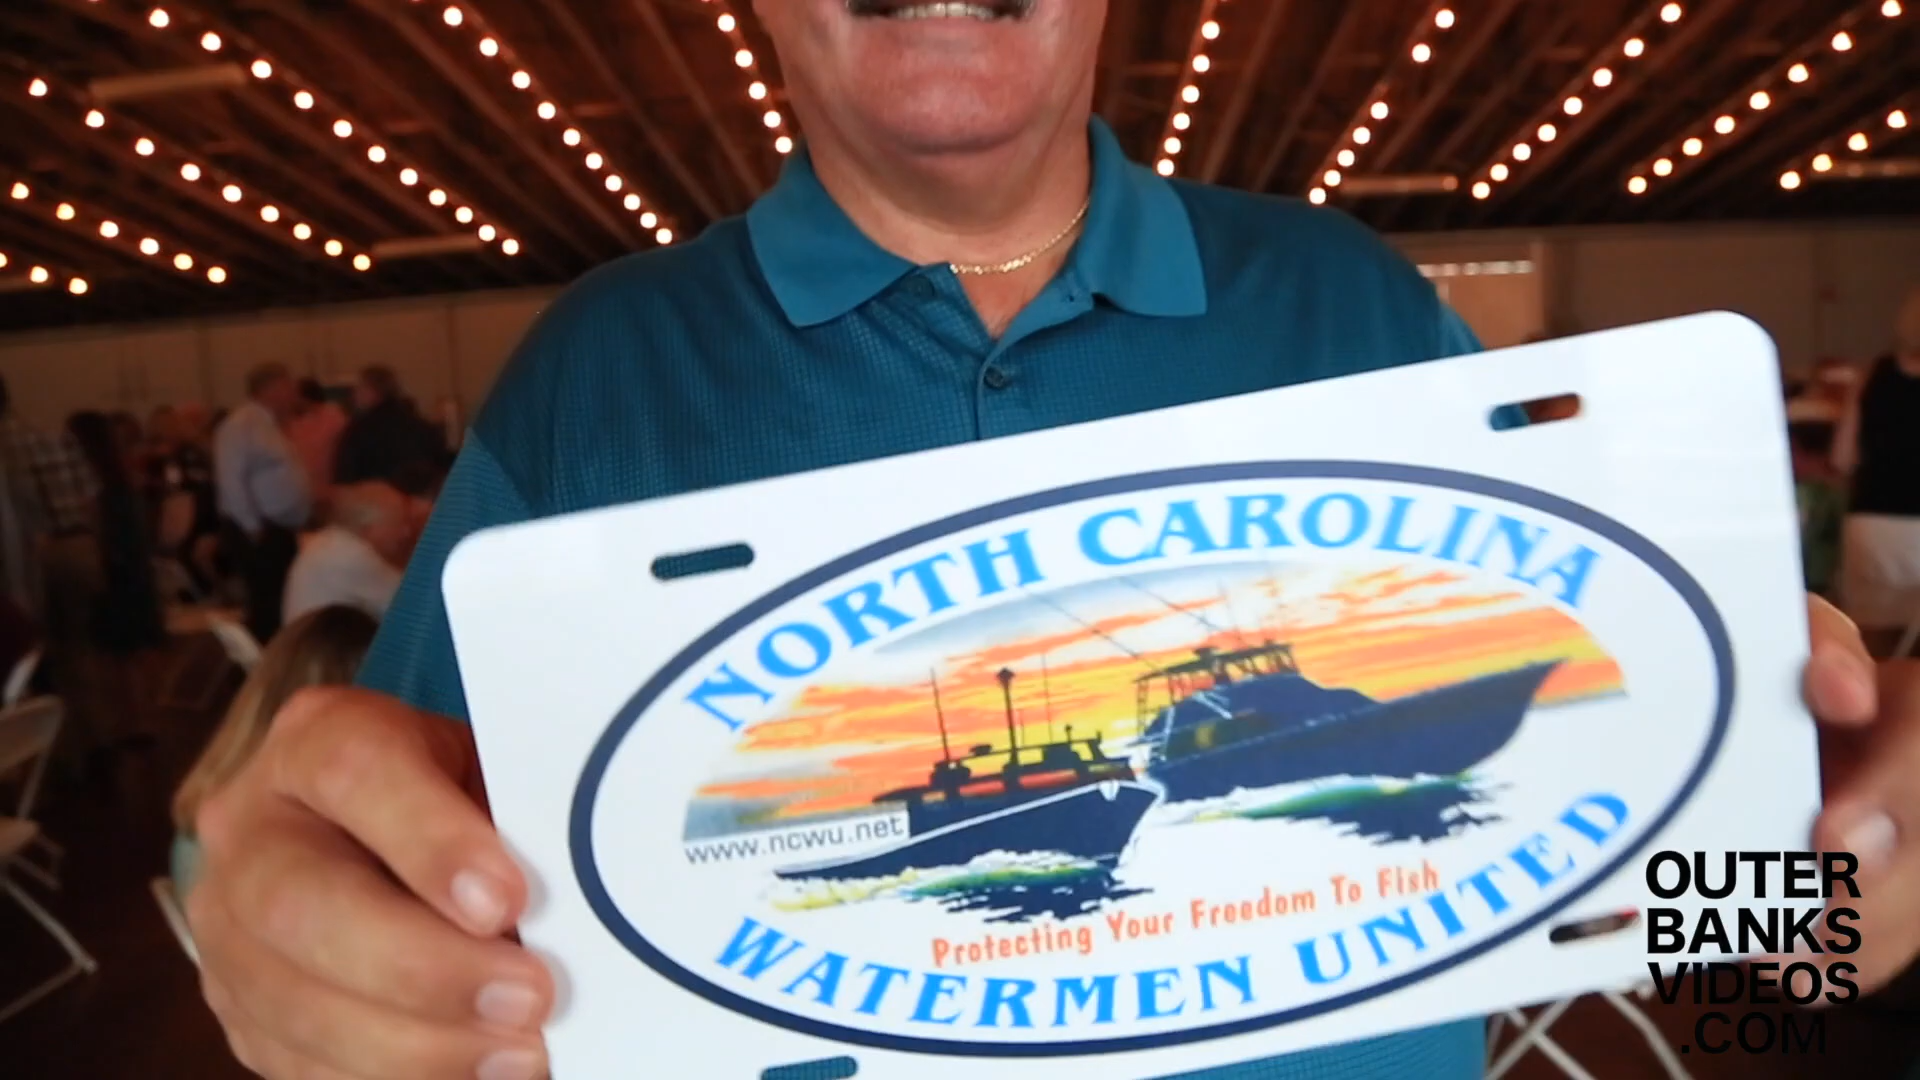 NORTH CAROLINA
www.ncwu.net
Protecting Your Freedom To Fish
WATERMEN UNITED
OUTER
BANKS
VIDEOS
.COM